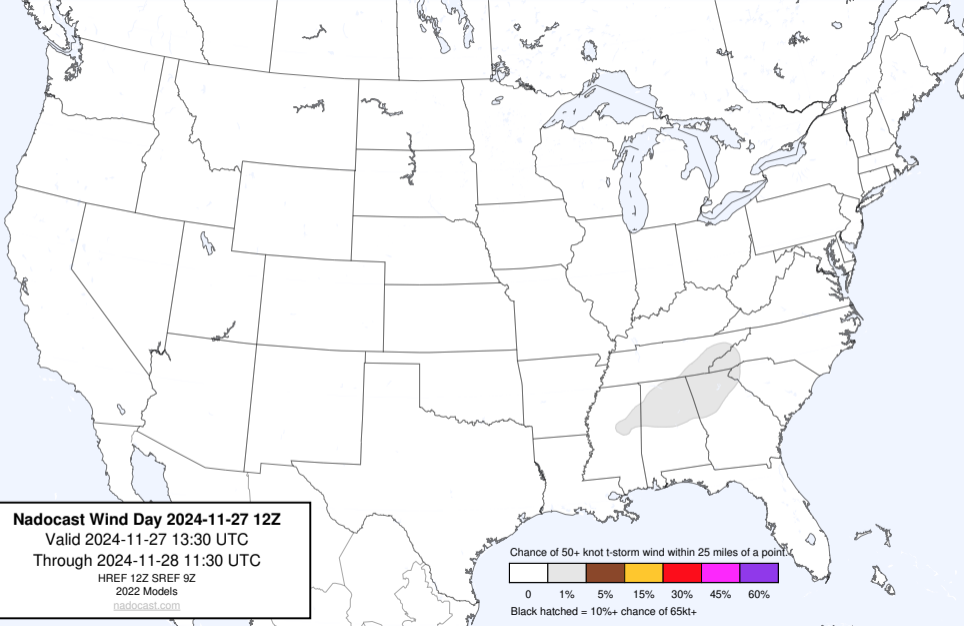 Nadocast Wind Day 2024-11-27 12Z
Valid 2024-11-27 13:30 UTC
Through 2024-11-28 11:30 UTC
HREF 12Z SREF 9Z
2022 Models
nadocast.com
Chance of 50+ knot t-storm wind within 25 miles of a point.
0 1% 5% 15% 30% 45% 60%
Black hatched = 10%+ chance of 65kt+